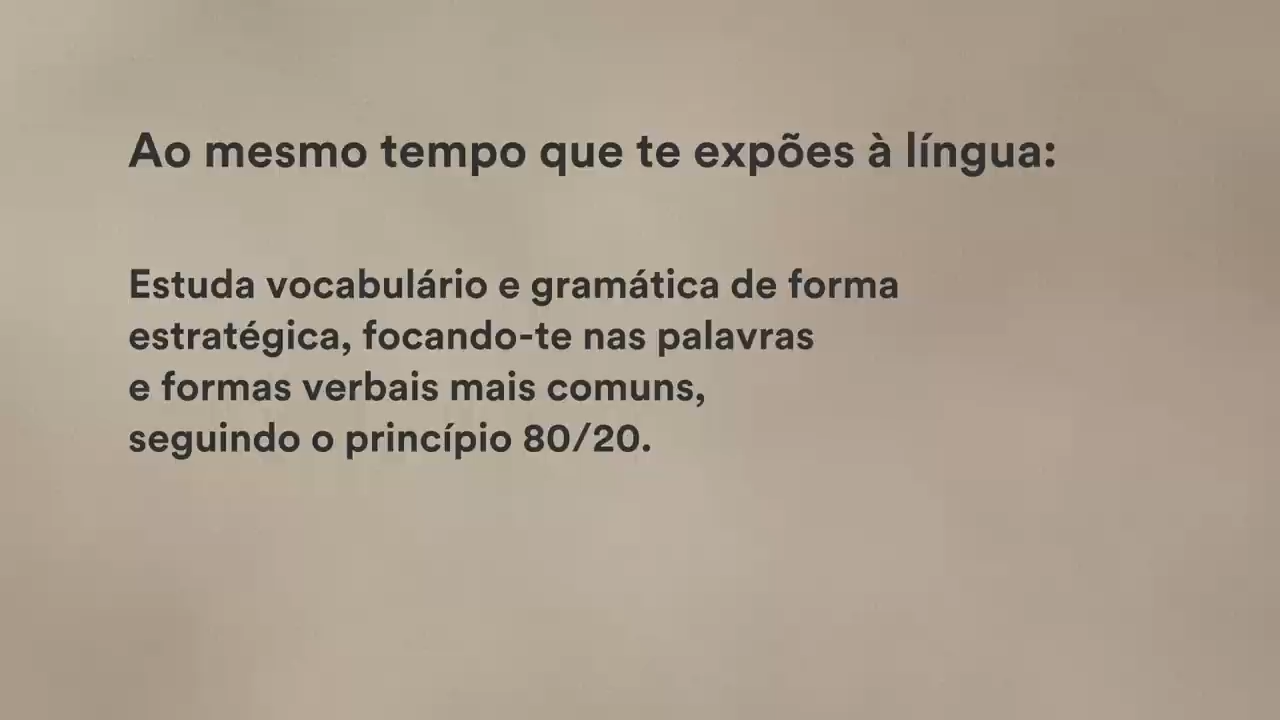 Ao mesmo tempo que te expões à língua:
Estuda vocabulário e gramática de forma
estratégica, focando-te nas palavras
e formas verbais mais comuns,
seguindo o princípio 80/20.